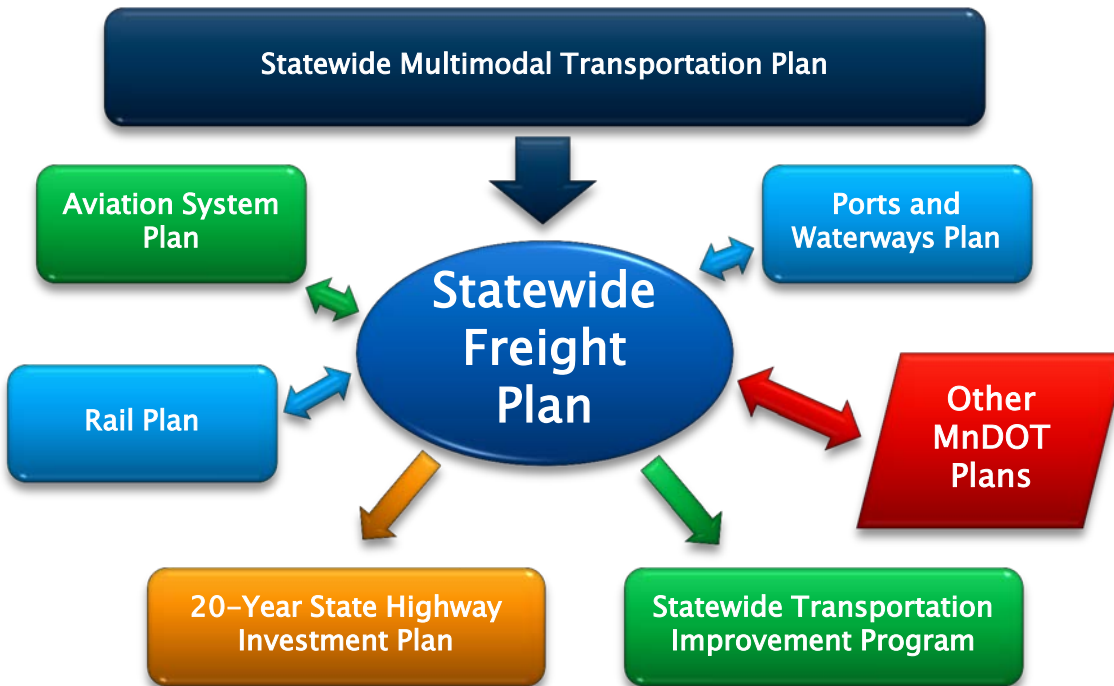 Statewide Multimodal Transportation Plan
Aviation System
Plan
Ports and
Waterways Plan
Statewide
Freight
Plan
Rail Plan
Other
MnDOT
Plans
20-Year State Highway
Investment Plan
Statewide Transportation
Improvement Program